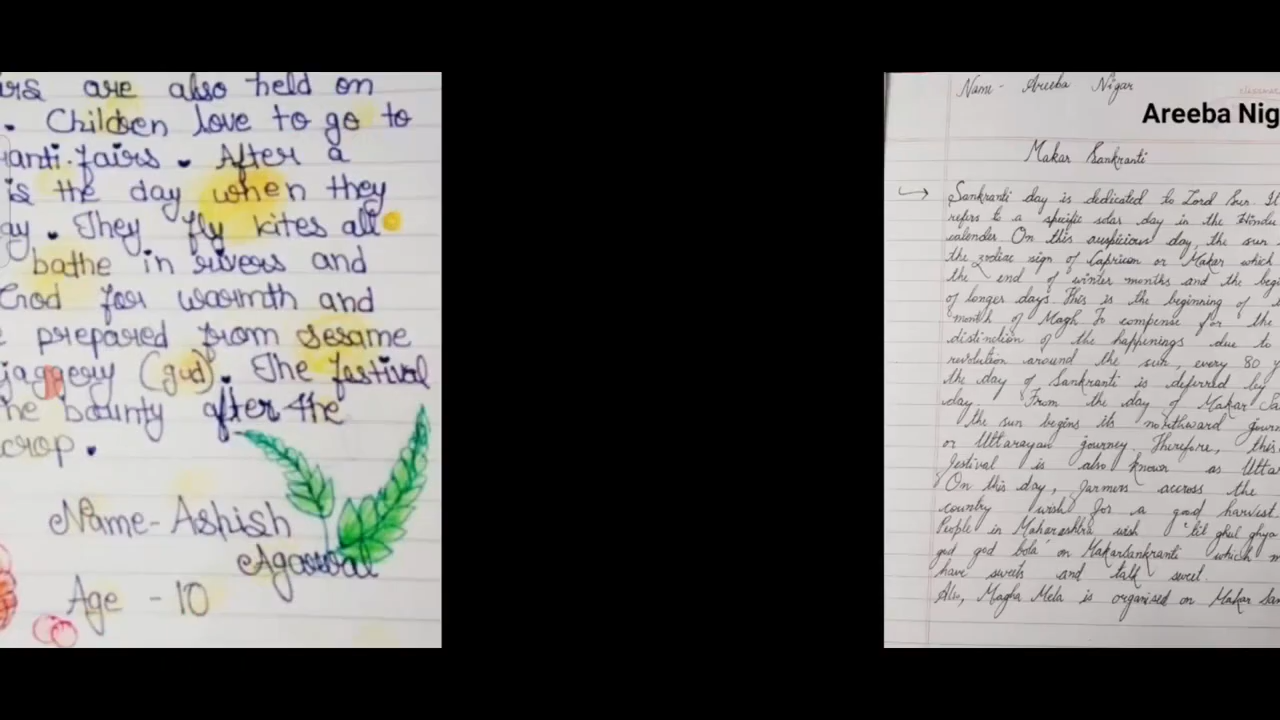 are also held on
. Children love to go to
anti fairs . After a
is the day when they
ay . They fly kites all
bathe in rivers and
God for warmth and
prepared from sesame
jaggery (gud) . The festival
he bounty after the
crop .
Name - Ashish
Agarwal
Age - 10
Name - Areeba Nigar
Areeba Nig
Makar Sankranti
→ Sankranti day is dedicated to Lord Sun. It
refers to a specific solar day in the Hindu
calender. On this auspicious day, the sun
the zodiac sign of Capricon or Makar which
the end of winter months and the begi
of longer days. This is the beginning of
month of Magh. To compense for the
distinction of the happenings due to
revolution around the sun, every 80 y
the day of Sankranti is deferred by
day. From the day of Makar Sa
the sun begins its northward journ
or Uttarayan journey. Therefore, this
festival is also known as Uttar
On this day, farmers accross the
country wish for a good harvest
People in Maharashtra wish 'til ghul ghya
god god bola' on Makarsankranti which m
have sweets and talk sweet.
Also, Magha Mela is organised on Makar San